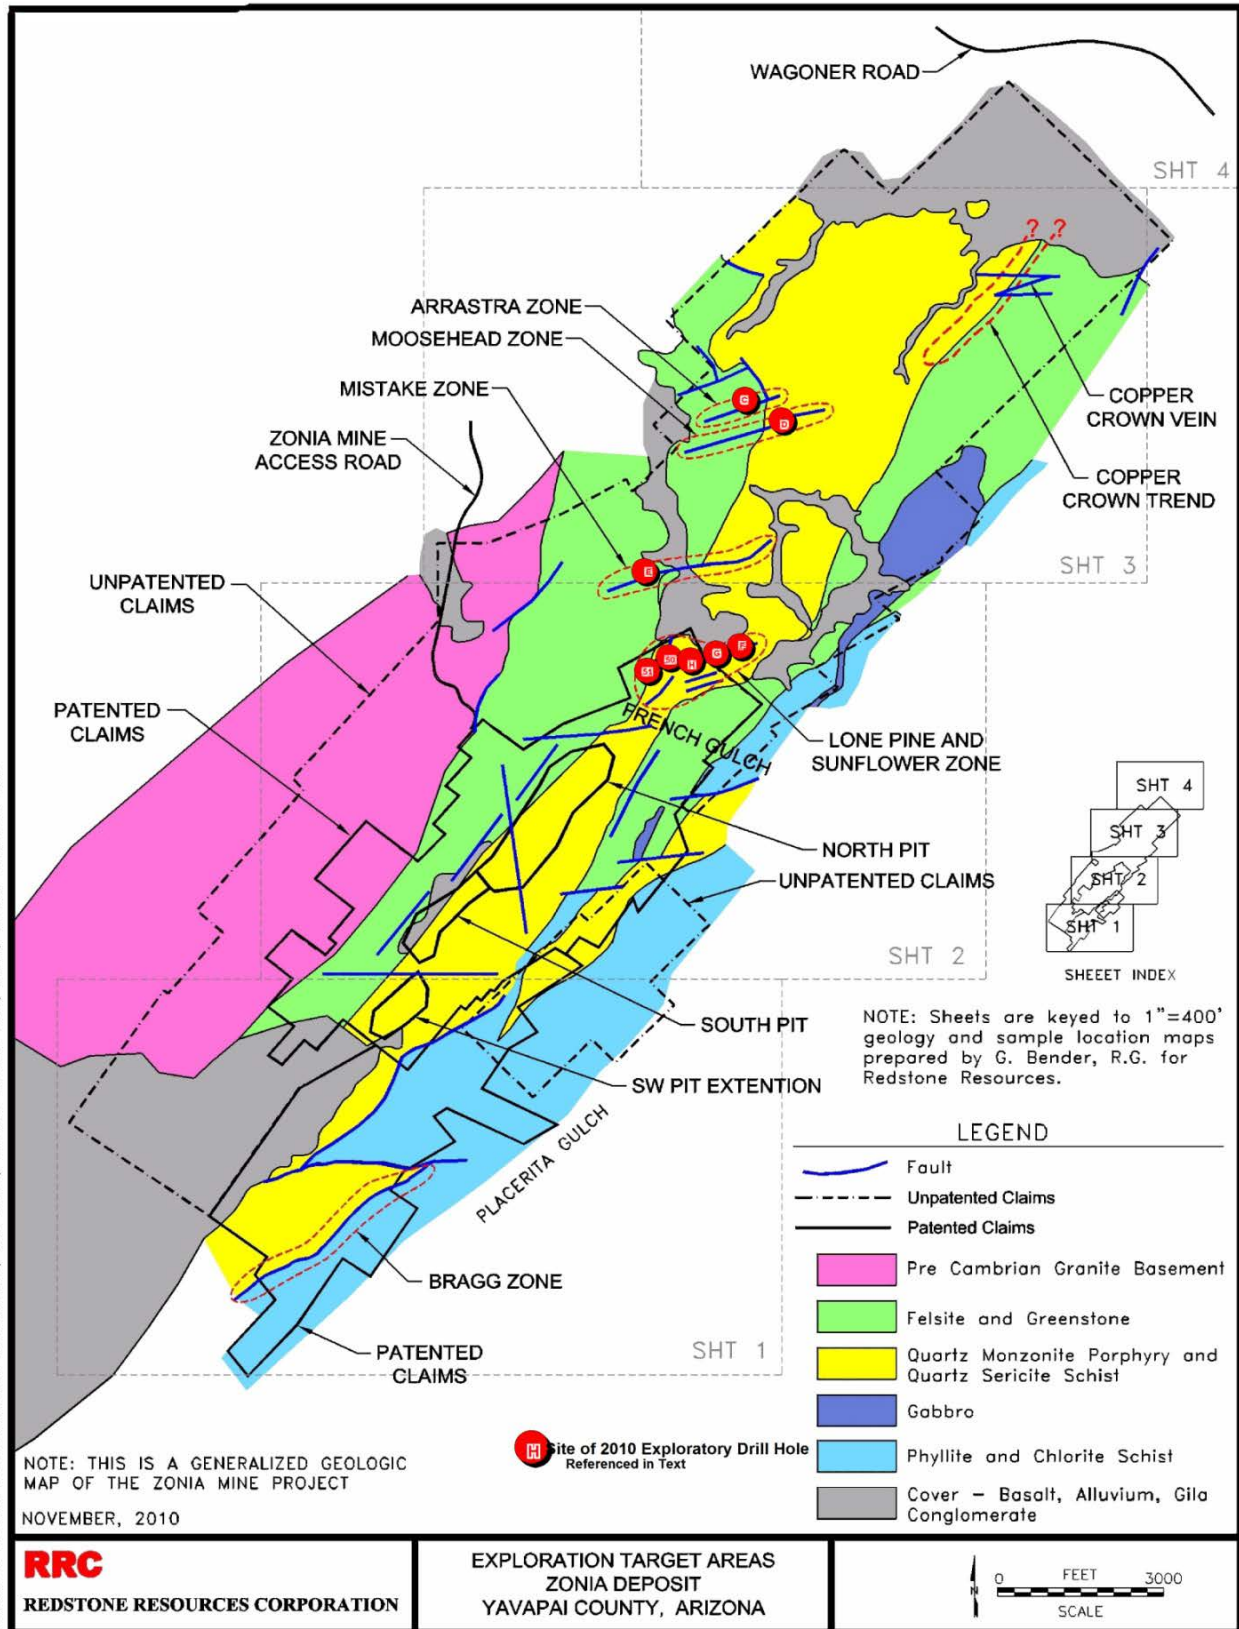 WAGONER ROAD
SHT 4
? ?
ARRASTRA ZONE
MOOSEHEAD ZONE
MISTAKE ZONE
ZONIA MINE
ACCESS ROAD
COPPER
CROWN VEIN
COPPER
CROWN TREND
C
D
E
SHT 3
UNPATENTED
CLAIMS
PATENTED
CLAIMS
51
50
H
G
F
FRENCH GULCH
LONE PINE AND
SUNFLOWER ZONE
NORTH PIT
UNPATENTED CLAIMS
SHT 2
SOUTH PIT
SW PIT EXTENTION
PLACERITA GULCH
BRAGG ZONE
PATENTED
CLAIMS
SHT 1
SHT 4
SHT 3
SHT 2
SHT 1
SHEEET INDEX
NOTE: Sheets are keyed to 1"=400'
geology and sample location maps
prepared by G. Bender, R.G. for
Redstone Resources.
LEGEND
Fault
Unpatented Claims
Patented Claims
Pre Cambrian Granite Basement
Felsite and Greenstone
Quartz Monzonite Porphyry and
Quartz Sericite Schist
Gabbro
Phyllite and Chlorite Schist
Cover – Basalt, Alluvium, Gila
Conglomerate
H Site of 2010 Exploratory Drill Hole
Referenced in Text
NOTE: THIS IS A GENERALIZED GEOLOGIC
MAP OF THE ZONIA MINE PROJECT
NOVEMBER, 2010
RRC
REDSTONE RESOURCES CORPORATION
EXPLORATION TARGET AREAS
ZONIA DEPOSIT
YAVAPAI COUNTY, ARIZONA
N
0 FEET 3000
SCALE